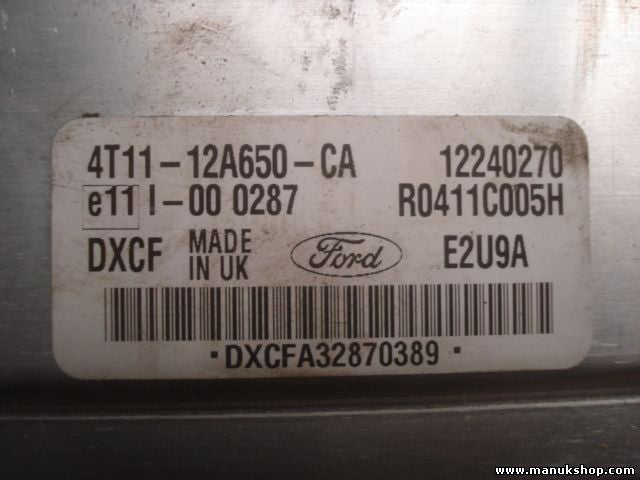 4T11-12A650-CA 12240270
e11 I-00 0287 R0411C005H
DXCF MADE IN UK Ford E2U9A
·DXCFA32870389·
www.manukshop.com